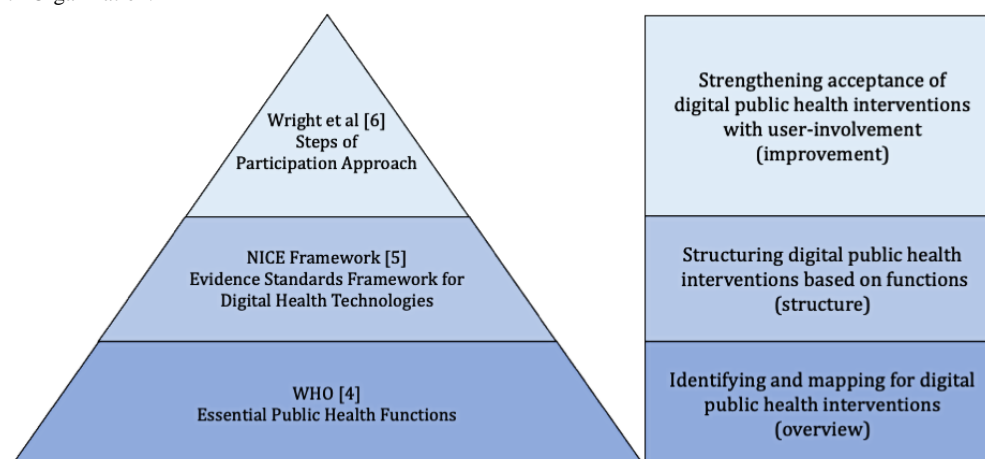 Wright et al [6]
Steps of
Participation Approach
Strengthening acceptance of
digital public health interventions
with user-involvement
(improvement)
NICE Framework [5]
Evidence Standards Framework for
Digital Health Technologies
Structuring digital public health
interventions based on functions
(structure)
WHO [4]
Essential Public Health Functions
Identifying and mapping for digital
public health interventions
(overview)